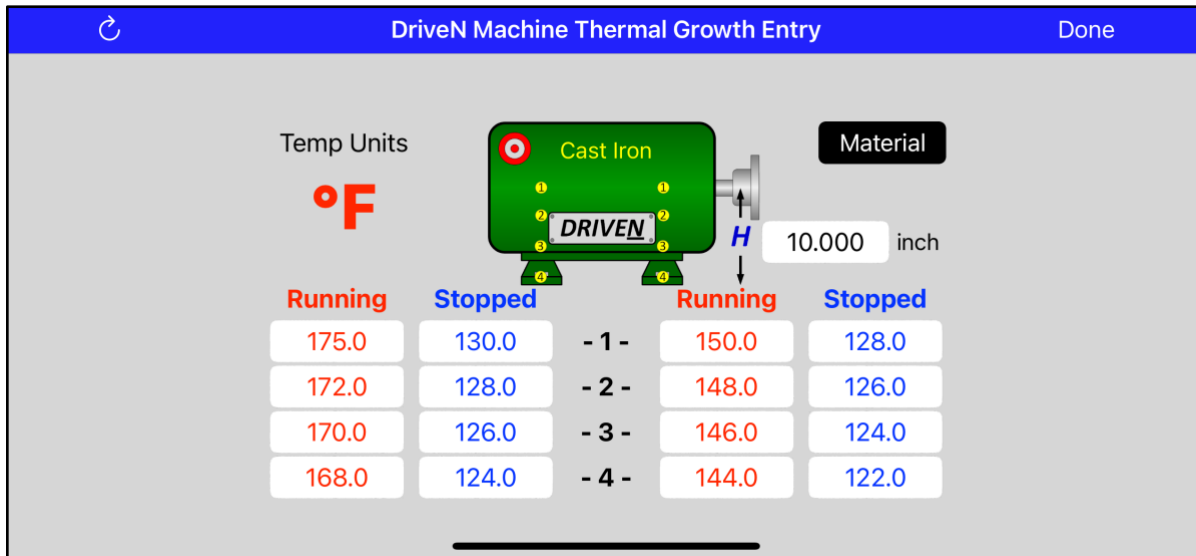 DriveN Machine Thermal Growth Entry Done
Temp Units Cast Iron Material
°F
1 1
2 DRIVEN 2
3 3
H 10.000 inch
4 4
Running Stopped Running Stopped
175.0 130.0 - 1 - 150.0 128.0
172.0 128.0 - 2 - 148.0 126.0
170.0 126.0 - 3 - 146.0 124.0
168.0 124.0 - 4 - 144.0 122.0